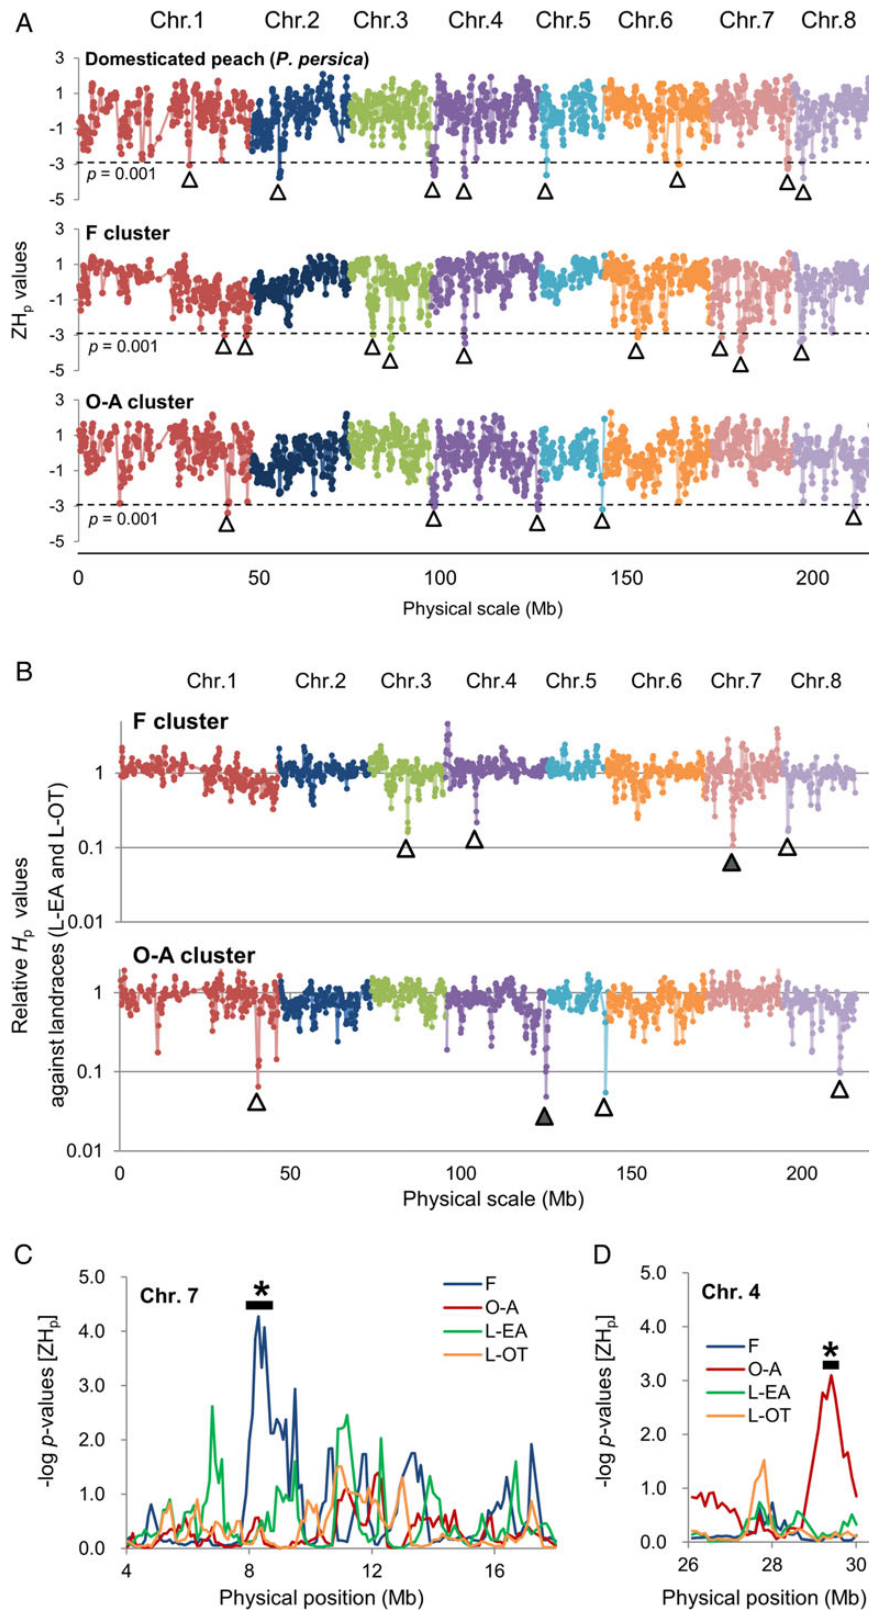 A
Chr.1 Chr.2 Chr.3 Chr.4 Chr.5 Chr.6 Chr.7 Chr.8
Domesticated peach (P. persica)
3
1
-1
-3
p = 0.001
-5
F cluster
3
1
-1
-3
p = 0.001
-5
O-A cluster
3
1
-1
-3
p = 0.001
-5
ZHp values
0 50 100 150 200
Physical scale (Mb)
B
Chr.1 Chr.2 Chr.3 Chr.4 Chr.5 Chr.6 Chr.7 Chr.8
F cluster
1
0.1
0.01
O-A cluster
1
0.1
0.01
Relative Hp values
against landraces (L-EA and L-OT)
0 50 100 150 200
Physical scale (Mb)
C
Chr. 7
*
F
O-A
L-EA
L-OT
5.0
4.0
3.0
2.0
1.0
0.0
-log p-values [ZHp]
4 8 12 16
Physical position (Mb)
D
Chr. 4
*
F
O-A
L-EA
L-OT
5.0
4.0
3.0
2.0
1.0
0.0
-log p-values [ZHp]
26 28 30
Physical position (Mb)